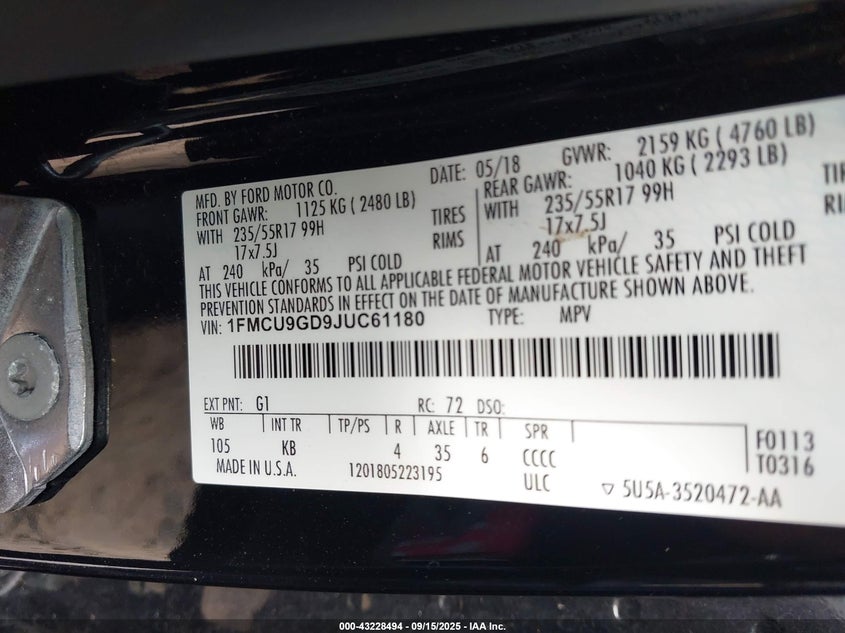 MFD. BY FORD MOTOR CO. DATE: 05/18 GVWR: 2159 KG ( 4760 LB)
FRONT GAWR: 1125 KG ( 2480 LB) REAR GAWR: 1040 KG ( 2293 LB)
WITH 235/55R17 99H TIRES WITH 235/55R17 99H
17x7.5J RIMS 17x7.5J
AT 240 kPa/ 35 PSI COLD AT 240 kPa/ 35 PSI COLD
THIS VEHICLE CONFORMS TO ALL APPLICABLE FEDERAL MOTOR VEHICLE SAFETY AND THEFT
PREVENTION STANDARDS IN EFFECT ON THE DATE OF MANUFACTURE SHOWN ABOVE.
VIN: 1FMCU9GD9JUC61180 TYPE: MPV
EXT PNT: G1 RC: 72 DSO:
WB INT TR TP/PS R AXLE TR SPR
105 KB 4 35 6 CCCC F0113
MADE IN U.S.A. 1201805223195 ULC T0316
5U5A-3520472-AA
000-43228494 - 09/15/2025 - IAA Inc.